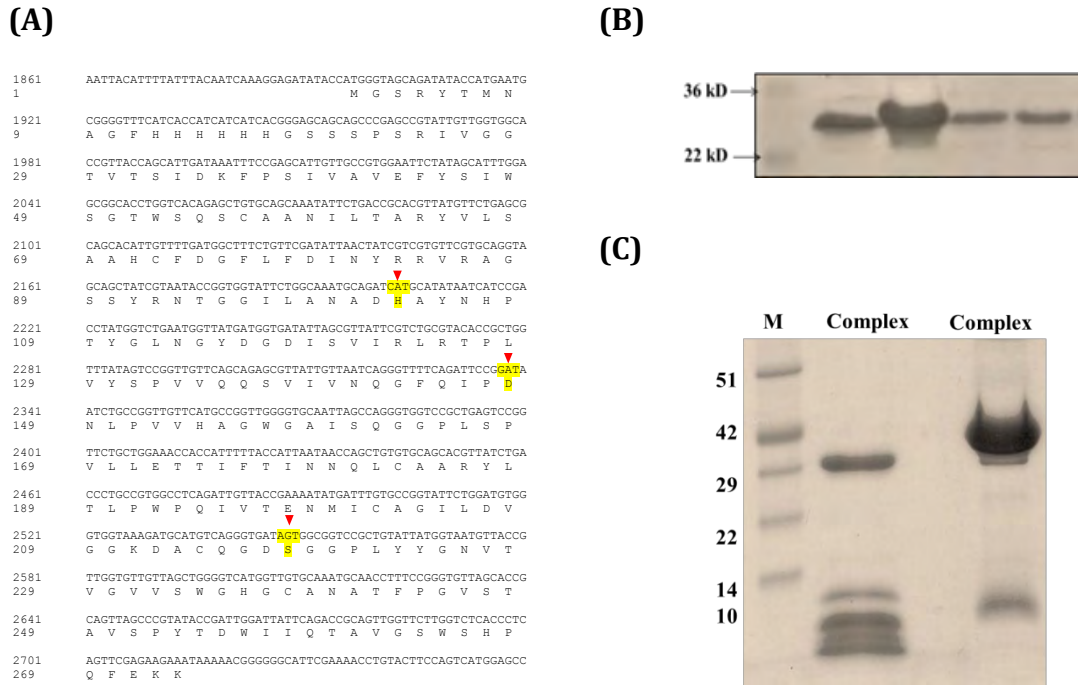 (A)
1861 AATTACATTTTATTTACAATCAAAGGAGATATACCATGGGTAGCAGATATACCATGAATG
1 M G S R Y T M N
1921 CGGGGTTTCATCACCATCATCATCACGGGAGCAGCAGCCCGAGCCGTATTGTTGGTGGCA
9 A G F H H H H H H G S S S P S R I V G G
1981 CCGTTACCAGCATTGATAAATTTCCGAGCATTGTTGCCGTGGAATTCTATAGCATTTGGA
29 T V T S I D K F P S I V A V E F Y S I W
2041 GCGGCACCTGGTCACAGAGCTGTGCAGCAAATATTCTGACCGCACGTTATGTTCTGAGCG
49 S G T W S Q S C A A N I L T A R Y V L S
2101 CAGCACATTGTTTTGATGGCTTTCTGTTCGATATTAACTATCGTCGTGTTCGTGCAGGTA
69 A A H C F D G F L F D I N Y R R V R A G
2161 GCAGCTATCGTAATACCGGTGGTATTCTGGCAAATGCAGATCATGCATATAATCATCCGA
89 S S Y R N T G G I L A N A D H A Y N H P
2221 CCTATGGTCTGAATGGTTATGATGGTGATATTAGCGTTATTCGTCTGCGTACACCGCTGG
109 T Y G L N G Y D G D I S V I R L R T P L
2281 TTTATAGTCCGGTTGTTCAGCAGAGCGTTATTGTTAATCAGGGTTTTCAGATTCCGGATA
129 V Y S P V V Q Q S V I V N Q G F Q I P D
2341 ATCTGCCGGTTGTTCATGCCGGTTGGGGTGCAATTAGCCAGGGTGGTCCGCTGAGTCCGG
149 N L P V V H A G W G A I S Q G G P L S P
2401 TTCTGCTGGAAACCACCATTTTTACCATTAATAACCAGCTGTGTGCAGCACGTTATCTGA
169 V L L E T T I F T I N N Q L C A A R Y L
2461 CCCTGCCGTGGCCTCAGATTGTTACCGAAAATATGATTTGTGCCGGTATTCTGGATGTGG
189 T L P W P Q I V T E N M I C A G I L D V
2521 GTGGTAAAGATGCATGTCAGGGTGATAGTGGCGGTCCGCTGTATTATGGTAATGTTACCG
209 G G K D A C Q G D S G G P L Y Y G N V T
2581 TTGGTGTTGTTAGCTGGGGTCATGGTTGTGCAAATGCAACCTTTCCGGGTGTTAGCACCG
229 V G V V S W G H G C A N A T F P G V S T
2641 CAGTTAGCCCGTATACCGATTGGATTATTCAGACCGCAGTTGGTTCTTGGTCTCACCCTC
249 A V S P Y T D W I I Q T A V G S W S H P
2701 AGTTCGAGAAGAAATAAAAACGGGGGGCATTCGAAAACCTGTACTTCCAGTCATGGAGCC
269 Q F E K K
(B)
36 kD
22 kD
(C)
M Complex Complex
51
42
29
22
14
10